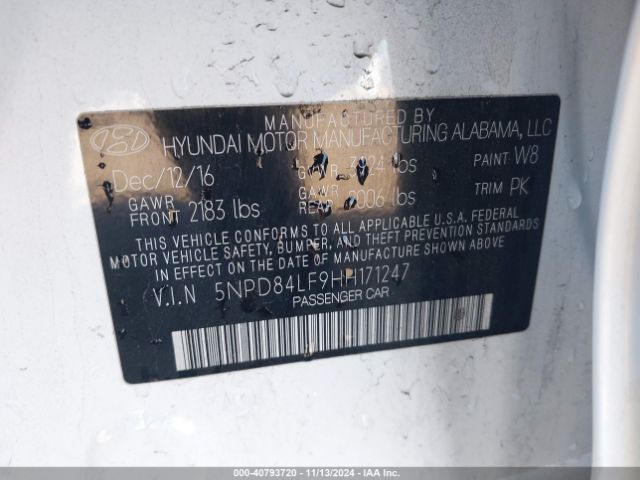 MANUFACTURED BY
HYUNDAI MOTOR MANUFACTURING ALABAMA, LLC
Dec/12/16 GVWR lbs PAINT W8
GAWR FRONT 2183 lbs GAWR REAR lbs TRIM PK
THIS VEHICLE CONFORMS TO ALL APPLICABLE U.S.A. FEDERAL
MOTOR VEHICLE SAFETY, BUMPER, AND THEFT PREVENTION STANDARDS
IN EFFECT ON THE DATE OF MANUFACTURE SHOWN ABOVE
V.I.N 5NPD84LF9HH171247
PASSENGER CAR
000-40793720 - 11/13/2024 - IAA Inc.